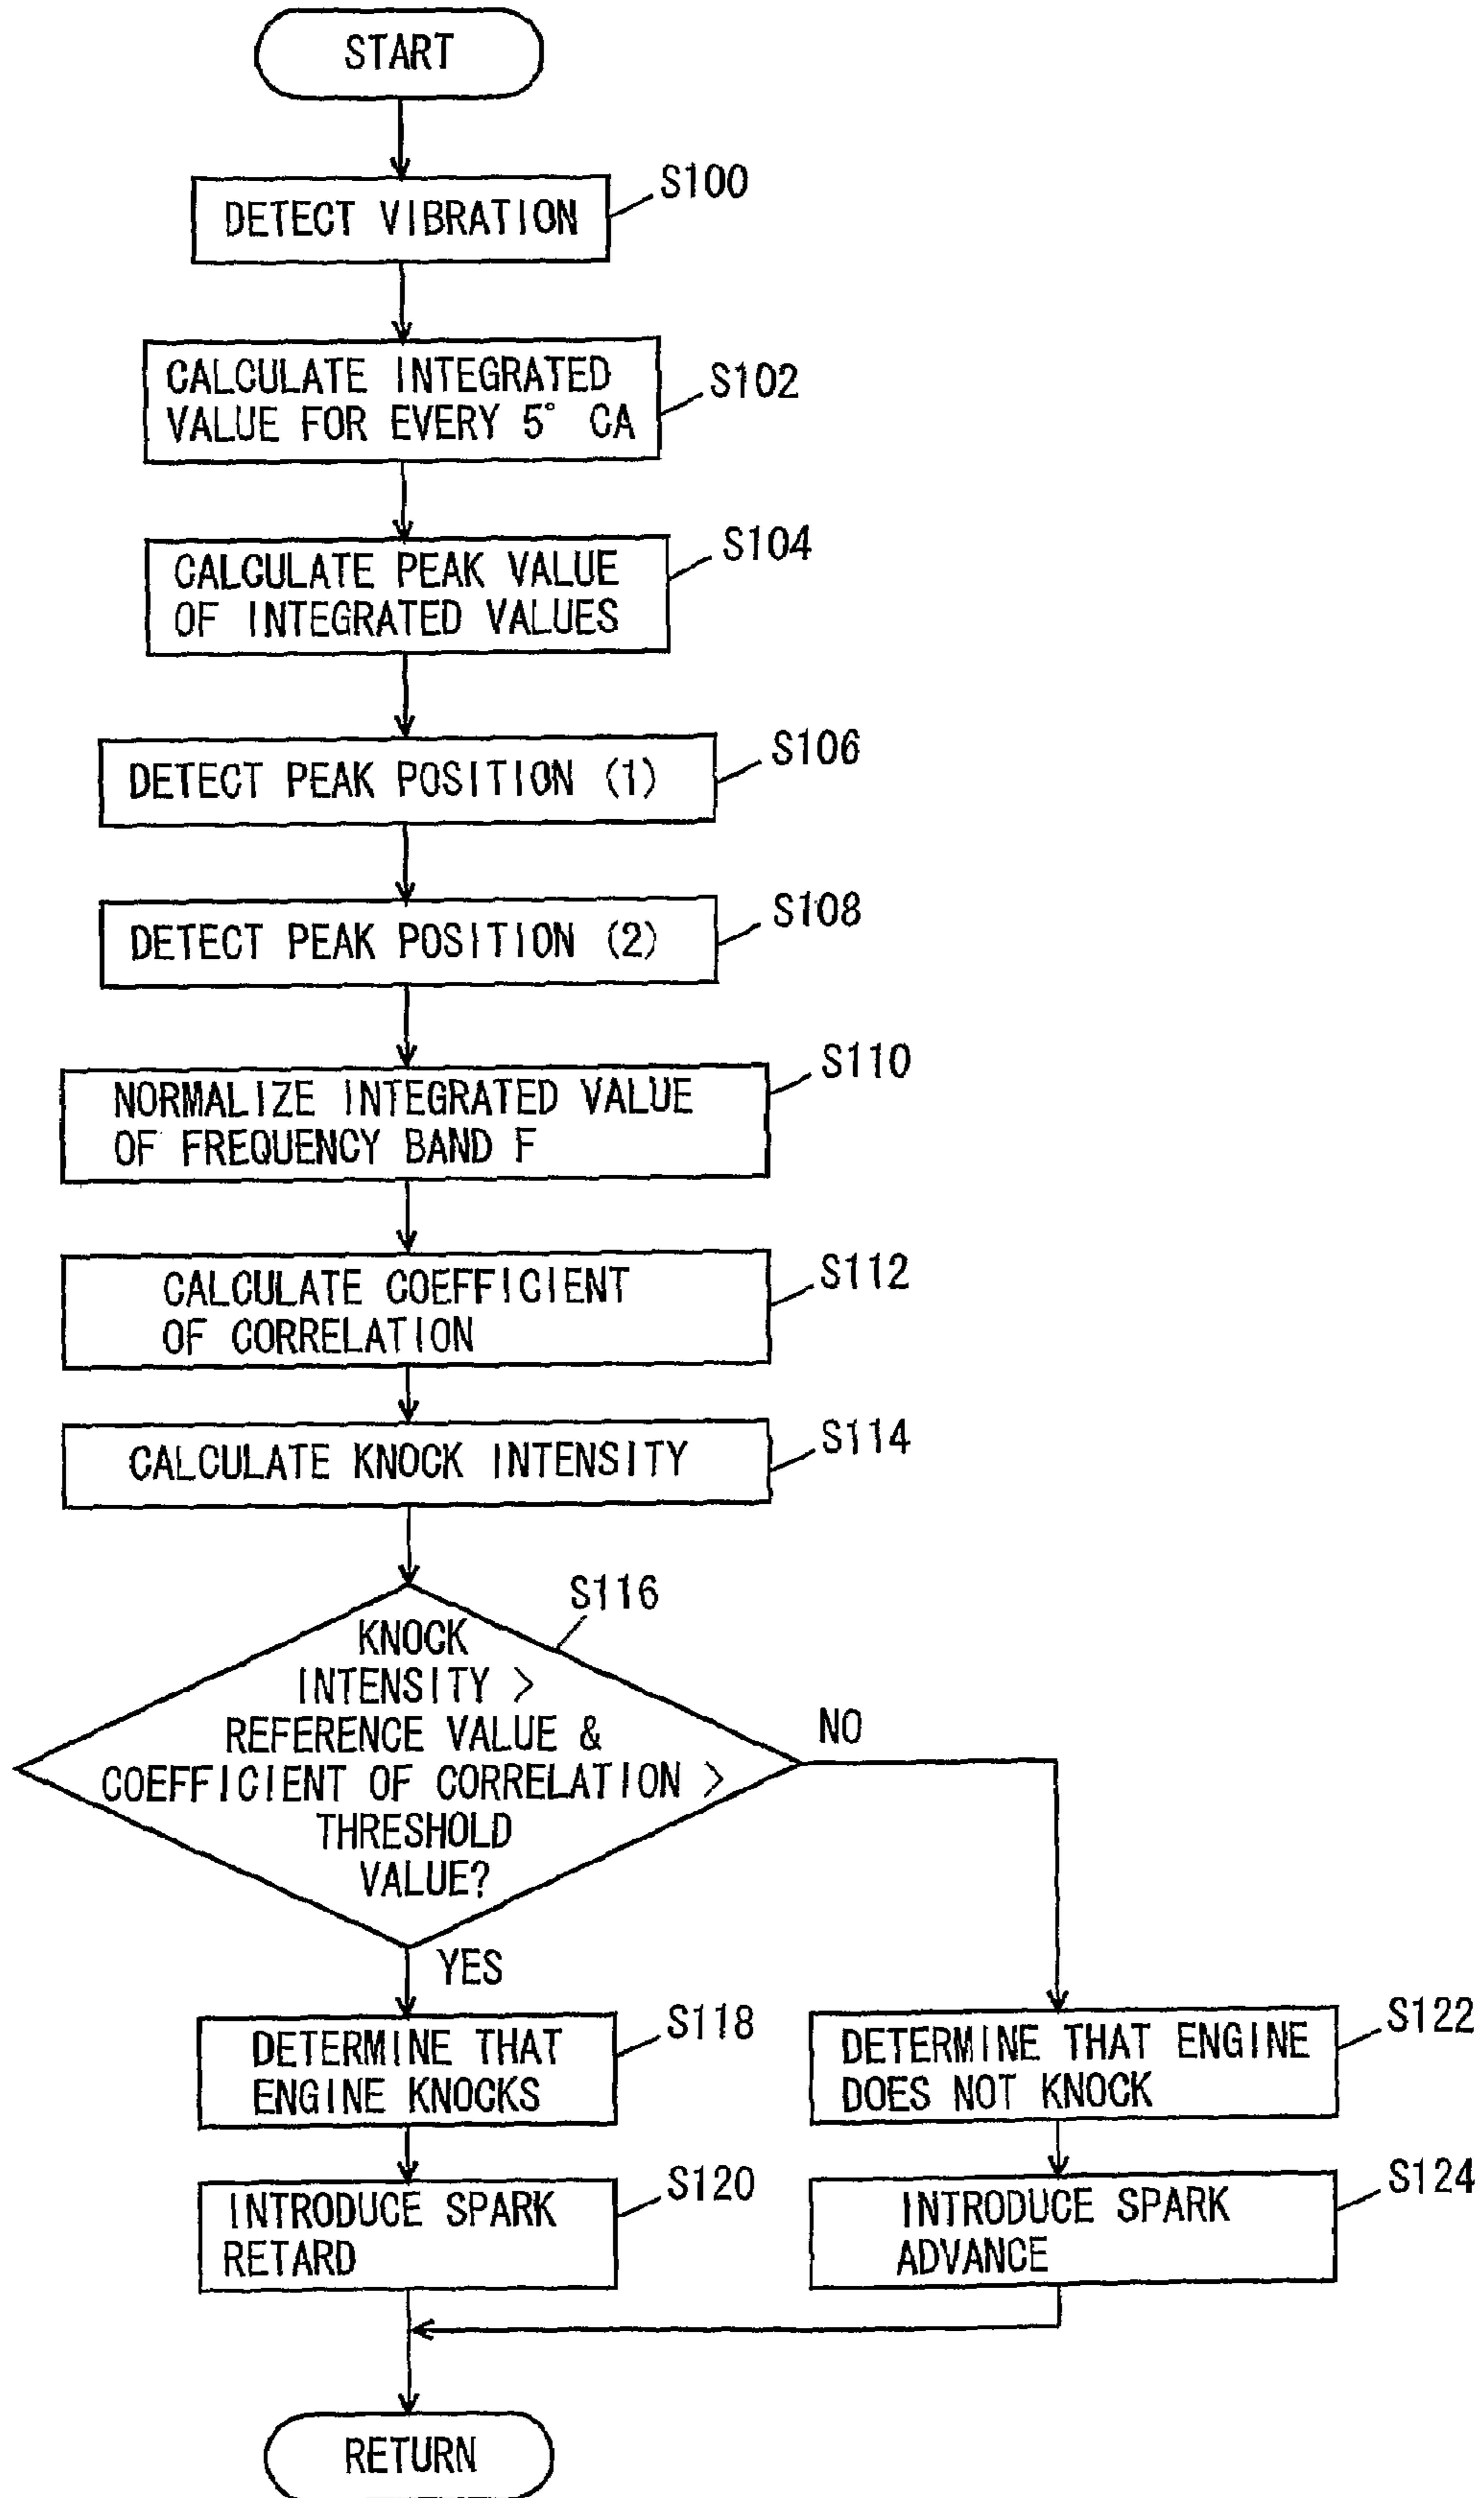 START
S100
DETECT VIBRATION
S102
CALCULATE INTEGRATED
VALUE FOR EVERY 5° CA
S104
CALCULATE PEAK VALUE
OF INTEGRATED VALUES
S106
DETECT PEAK POSITION (1)
S108
DETECT PEAK POSITION (2)
S110
NORMALIZE INTEGRATED VALUE
OF FREQUENCY BAND F
S112
CALCULATE COEFFICIENT
OF CORRELATION
S114
CALCULATE KNOCK INTENSITY
S116
KNOCK
INTENSITY >
REFERENCE VALUE &
COEFFICIENT OF CORRELATION >
THRESHOLD
VALUE?
NO
YES
S118
DETERMINE THAT
ENGINE KNOCKS
S122
DETERMINE THAT ENGINE
DOES NOT KNOCK
S120
INTRODUCE SPARK
RETARD
S124
INTRODUCE SPARK
ADVANCE
RETURN